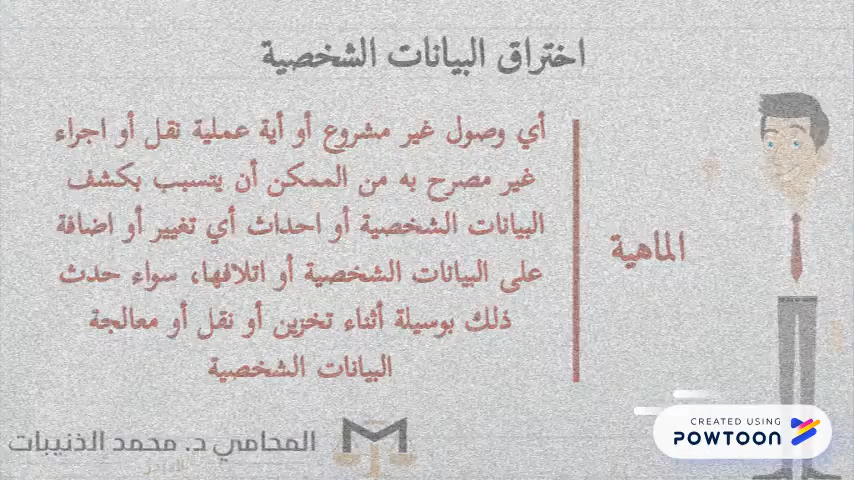 اختراق البيانات الشخصية
الماهية
أي وصول غير مشروع أو أية عملية نقل أو اجراء
غير مصرح به من الممكن أن يتسبب بكشف
البيانات الشخصية أو احداث أي تغيير أو اضافة
على البيانات الشخصية أو اتلافها، سواء حدث
ذلك بوسيلة أثناء تخزين أو نقل أو معالجة
البيانات الشخصية
المحامي د. محمد الذنيبات
CREATED USING
POWTOON